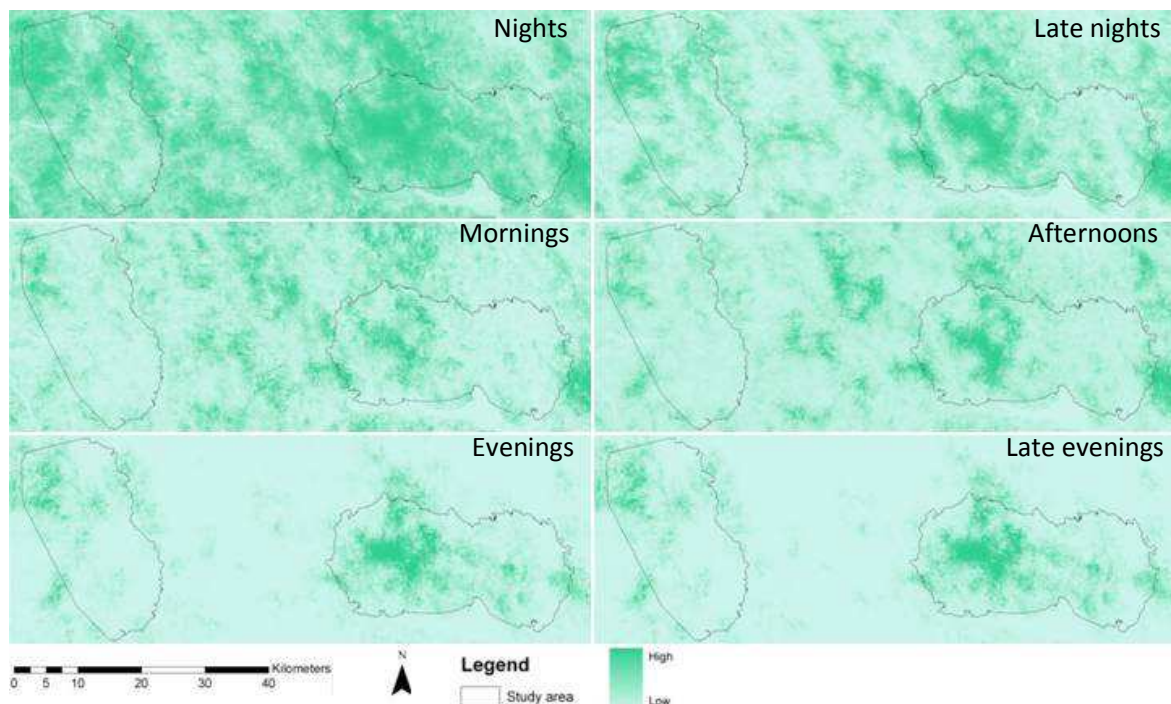 Nights
Late nights
Mornings
Afternoons
Evenings
Late evenings
Kilometers
0 5 10 20 30 40
N
Legend
Study area
High
Low